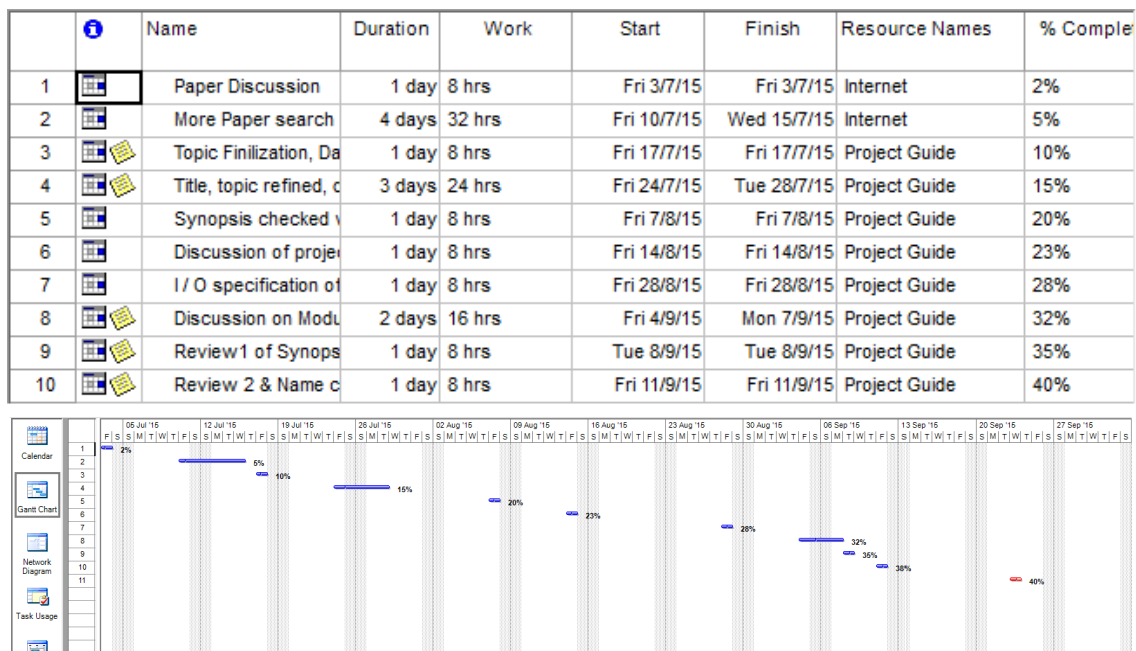 Name Duration Work Start Finish Resource Names % Comple
1 Paper Discussion 1 day 8 hrs Fri 3/7/15 Fri 3/7/15 Internet 2%
2 More Paper search 4 days 32 hrs Fri 10/7/15 Wed 15/7/15 Internet 5%
3 Topic Finilization, Da 1 day 8 hrs Fri 17/7/15 Fri 17/7/15 Project Guide 10%
4 Title, topic refined, c 3 days 24 hrs Fri 24/7/15 Tue 28/7/15 Project Guide 15%
5 Synopsis checked v 1 day 8 hrs Fri 7/8/15 Fri 7/8/15 Project Guide 20%
6 Discussion of projec 1 day 8 hrs Fri 14/8/15 Fri 14/8/15 Project Guide 23%
7 I / O specification of 1 day 8 hrs Fri 28/8/15 Fri 28/8/15 Project Guide 28%
8 Discussion on Modu 2 days 16 hrs Fri 4/9/15 Mon 7/9/15 Project Guide 32%
9 Review1 of Synops 1 day 8 hrs Tue 8/9/15 Tue 8/9/15 Project Guide 35%
10 Review 2 & Name c 1 day 8 hrs Fri 11/9/15 Fri 11/9/15 Project Guide 40%
05 Jul '15 12 Jul '15 19 Jul '15 26 Jul '15 02 Aug '15 09 Aug '15 16 Aug '15 23 Aug '15 30 Aug '15 06 Sep '15 13 Sep '15 20 Sep '15 27 Sep '15
F S S M T W T F S S M T W T F S S M T W T F S S M T W T F S S M T W T F S S M T W T F S S M T W T F S S M T W T F S S M T W T F S S M T W T F S S M T W T F S S M T W T F S S M T W T F S
1 2%
2 5%
3 10%
4 15%
5 20%
6 23%
7 28%
8 32%
9 35%
10 38%
11 40%
Calendar
Gantt Chart
Network
Diagram
Task Usage